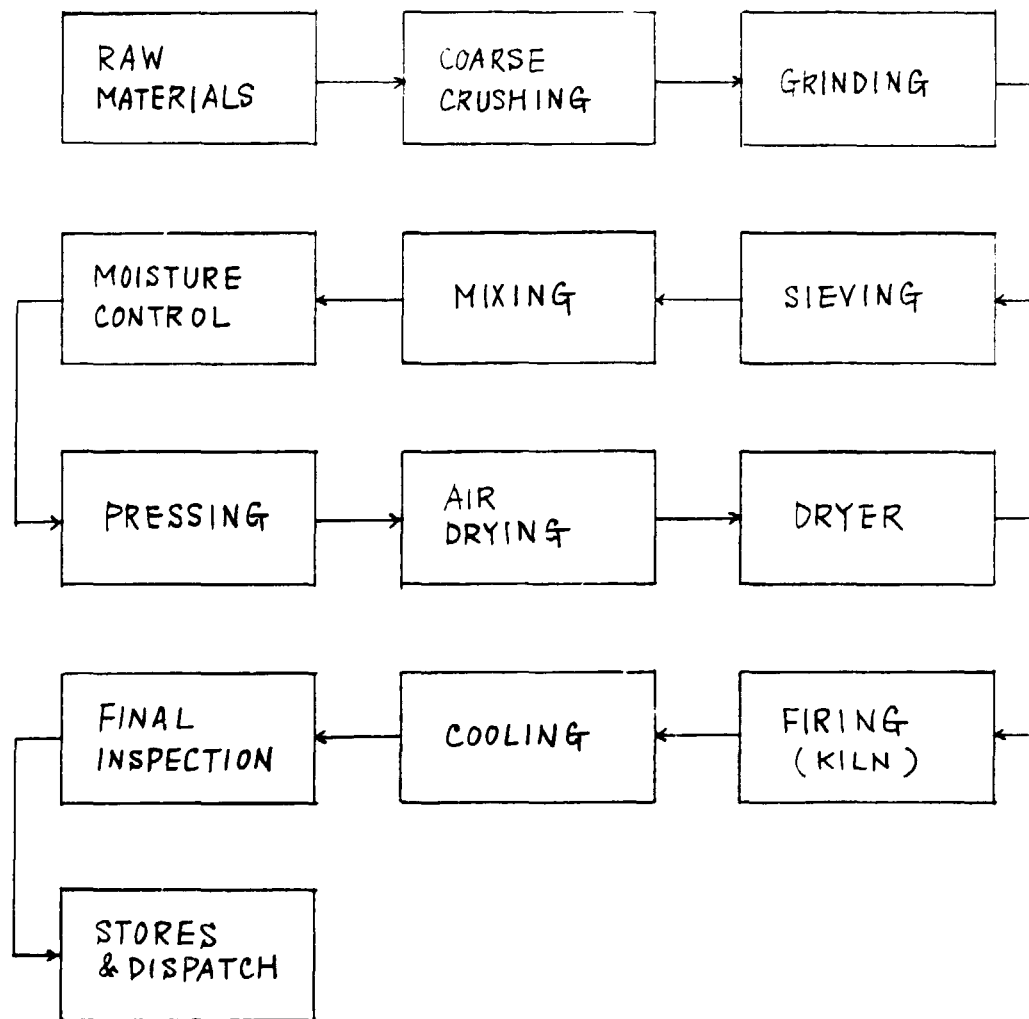 RAW
MATERIALS
COARSE
CRUSHING
GRINDING
MOISTURE
CONTROL
MIXING
SIEVING
PRESSING
AIR
DRYING
DRYER
FINAL
INSPECTION
COOLING
FIRING
(KILN)
STORES
& DISPATCH